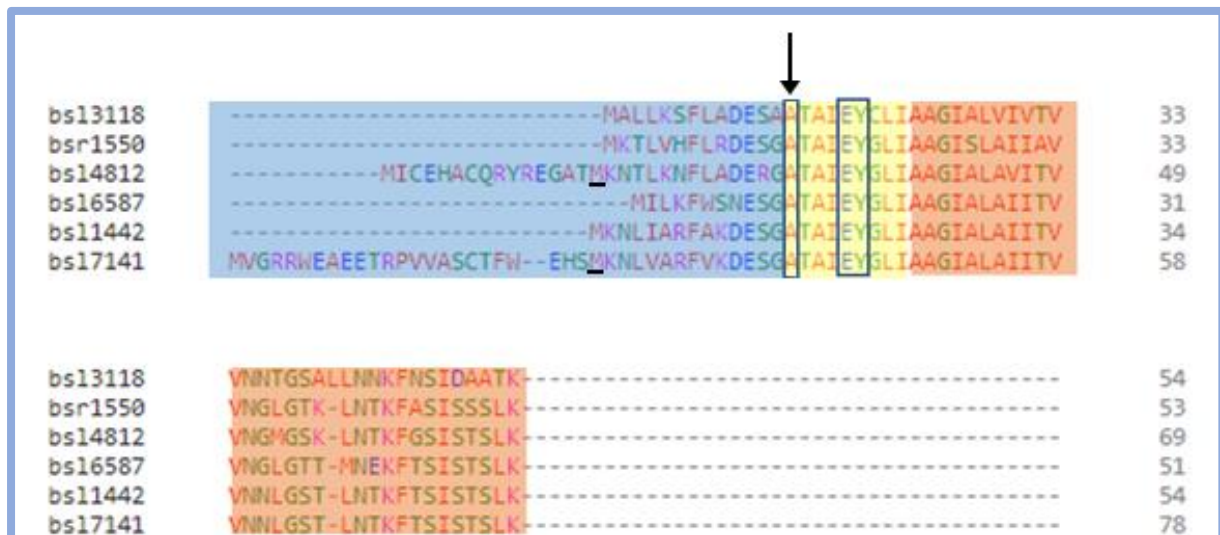 bsl3118 ---------------------------MALLKSFLADESAATAIEYCLIAAGIALVIVTV 33
bsr1550 ---------------------------MKTLVHFLRDESGATAIEYGLIAAGISLAIIAV 33
bsl4812 -----------MICEHACQRYREGATMKNTLKNFLADERGATAIEYGLIAAGIALAIITV 49
bsl6587 -----------------------------MILKFWSNESGATAIEYGLIAAGIALAIITV 31
bsl1442 --------------------------MKNLIARFAKDESGATAIEYGLIAAGIALAIITV 34
bsl7141 MVGRRWEAEETRPVVASCTFW--EHSMKNLVARFVKDESGATAIEYGLIAAGIALAIITV 58
bsl3118 VNNTGSALLNNKFNSIDAATK--------------------------------------- 54
bsr1550 VNGLGTK-LNTKFASISSSLK--------------------------------------- 53
bsl4812 VNGMGSK-LNTKFGSISTSLK--------------------------------------- 69
bsl6587 VNGLGTT-MNEKFTSISTSLK--------------------------------------- 51
bsl1442 VNNLGST-LNTKFTSISTSLK--------------------------------------- 54
bsl7141 VNNLGST-LNTKFTSISTSLK--------------------------------------- 78